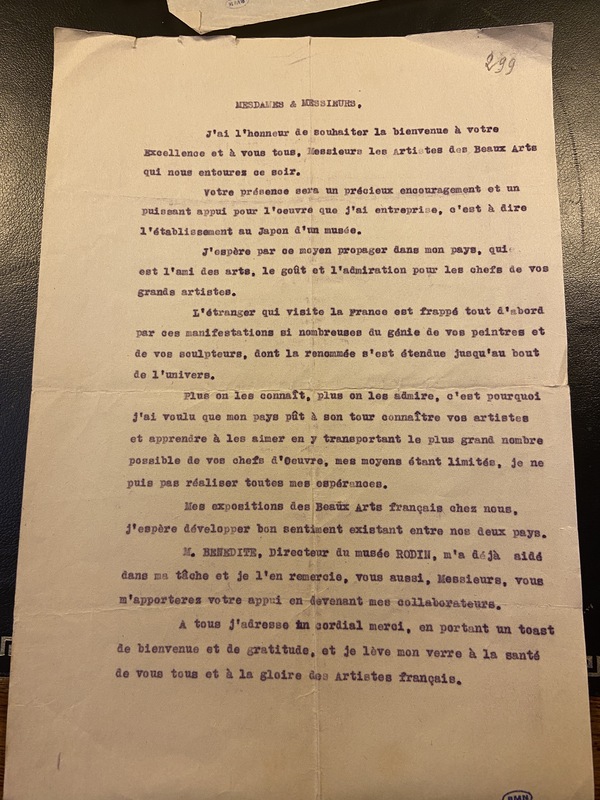 299
MESDAMES & MESSIEURS,
J'ai l'honneur de souhaiter la bienvenue à votre
Excellence et à vous tous, Messieurs les Artistes des Beaux Arts
qui nous entourez ce soir.
Votre présence sera un précieux encouragement et un
puissant appui pour l'oeuvre que j'ai entreprise, c'est à dire
l'établissement au Japon d'un musée.
J'espère par ce moyen propager dans mon pays, qui
est l'ami des arts, le goût et l'admiration pour les chefs de vos
grands artistes.
L'étranger qui visite la France est frappé tout d'abord
par ces manifestations si nombreuses du génie de vos peintres et
de vos sculpteurs, dont la renommée s'est étendue jusqu'au bout
de l'univers.
Plus on les connaît, plus on les admire, c'est pourquoi
j'ai voulu que mon pays pût à son tour connaître vos artistes
et apprendre à les aimer en y transportant le plus grand nombre
possible de vos chefs d'Oeuvre, mes moyens étant limités, je ne
puis pas réaliser toutes mes espérances.
Mes expositions des Beaux Arts français chez nous,
j'espère développer bon sentiment existant entre nos deux pays.
M. BENEDITE, Directeur du musée RODIN, m'a déjà aidé
dans ma tâche et je l'en remercie, vous aussi, Messieurs, vous
m'apporterez votre appui en devenant mes collaborateurs.
A tous j'adresse un cordial merci, en portant un toast
de bienvenue et de gratitude, et je lève mon verre à la santé
de vous tous et à la gloire des Artistes français.